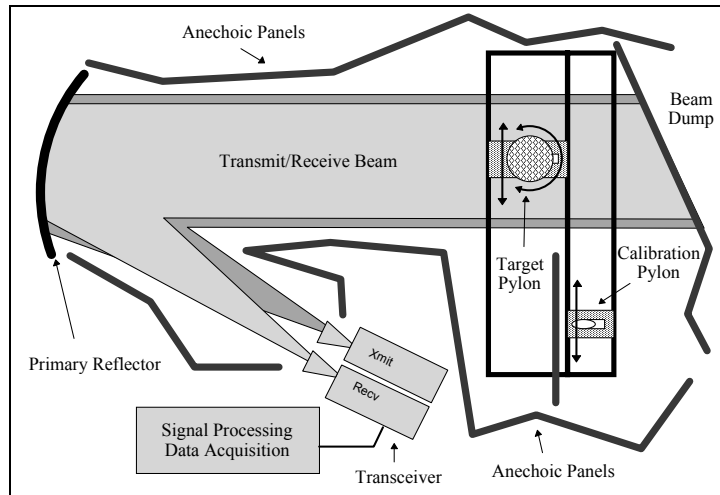 Anechoic Panels
Beam
Dump
Transmit/Receive Beam
Target
Pylon
Calibration
Pylon
Primary Reflector
Xmit
Recv
Signal Processing
Data Acquisition
Transceiver
Anechoic Panels